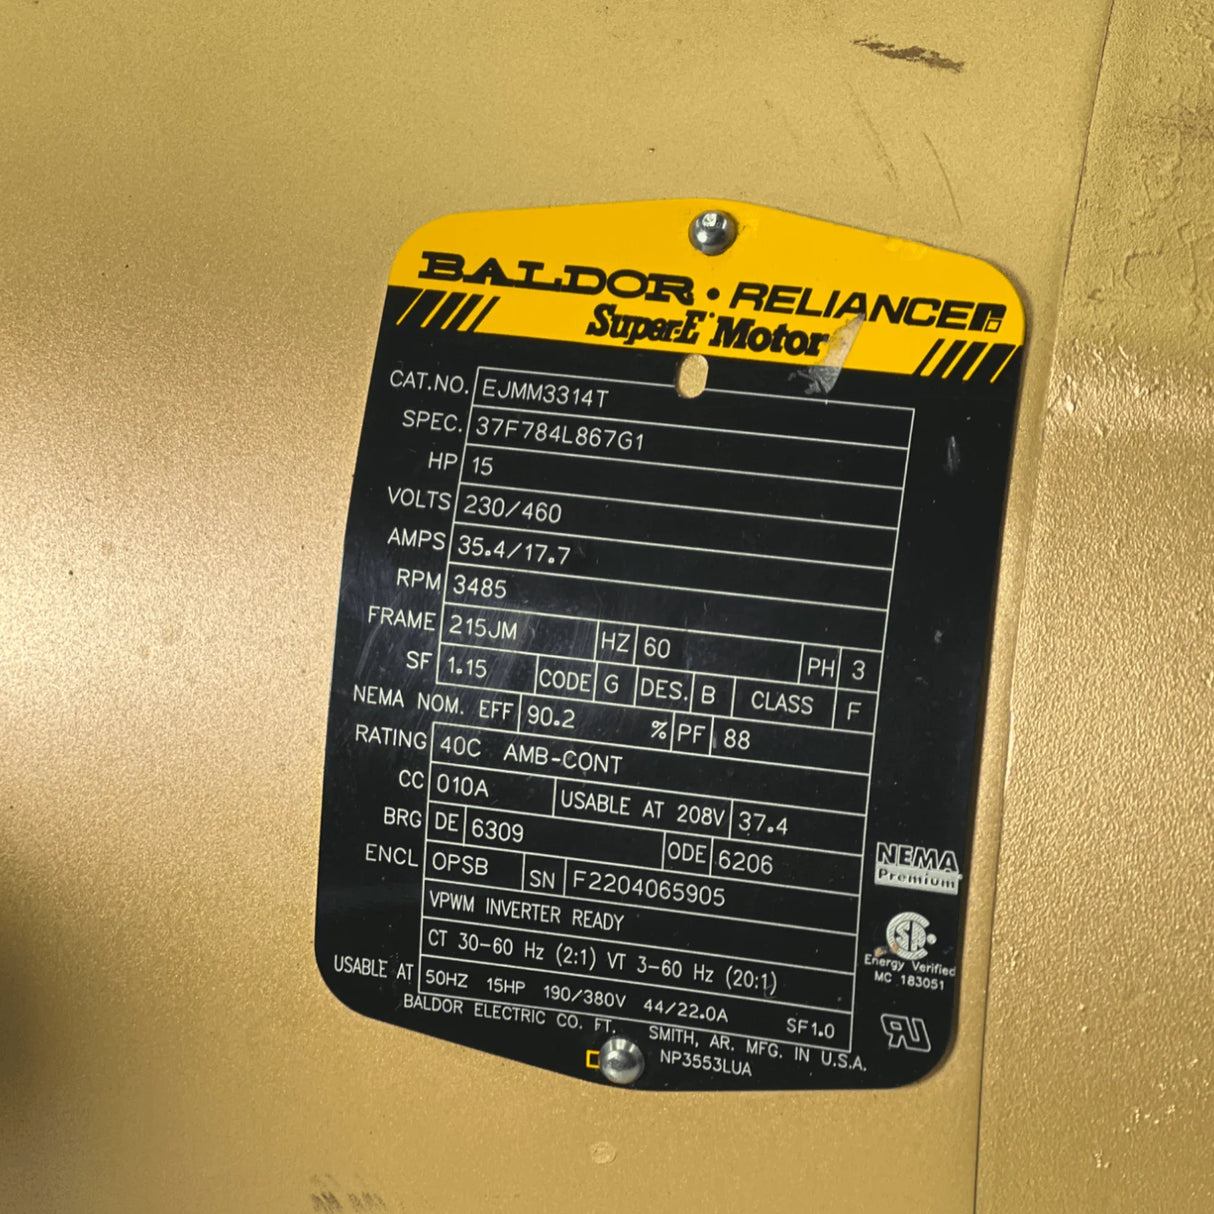 BALDOR • RELIANCE
Super-E Motor
CAT.NO. EJMM3314T
SPEC. 37F784L867G1
HP 15
VOLTS 230/460
AMPS 35.4/17.7
RPM 3485
FRAME 215JM HZ 60 PH 3
SF 1.15 CODE G DES. B CLASS F
NEMA NOM. EFF 90.2 % PF 88
RATING 40C AMB-CONT
CC 010A USABLE AT 208V 37.4
BRG DE 6309 ODE 6206
ENCL OPSB SN F2204065905
VPWM INVERTER READY
CT 30-60 Hz (2:1) VT 3-60 Hz (20:1)
USABLE AT 50HZ 15HP 190/380V 44/22.0A SF1.0
BALDOR ELECTRIC CO. FT. SMITH, AR. MFG. IN U.S.A.
NP3553LUA
NEMA
Premium
Energy Verified
MC 183051